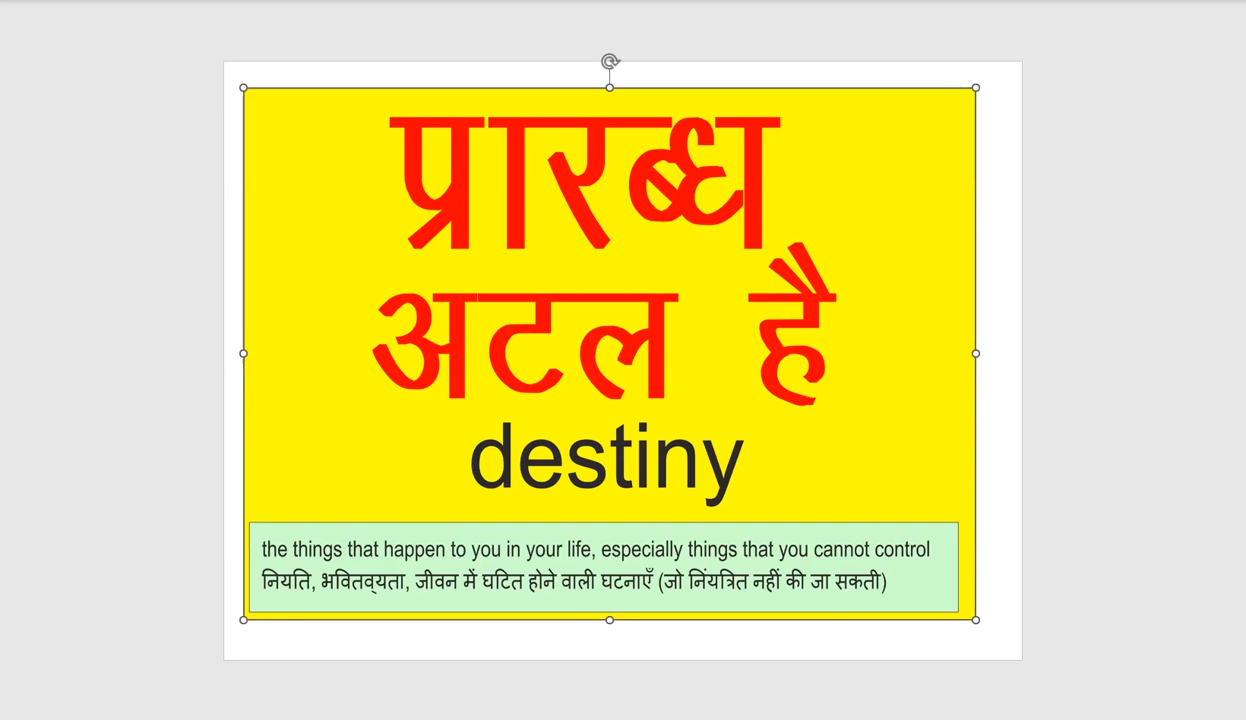 प्रारब्ध
अटल है
destiny
the things that happen to you in your life, especially things that you cannot control
नियति, भवितव्यता, जीवन में घटित होने वाली घटनाएँ (जो निंयत्रित नहीं की जा सकती)